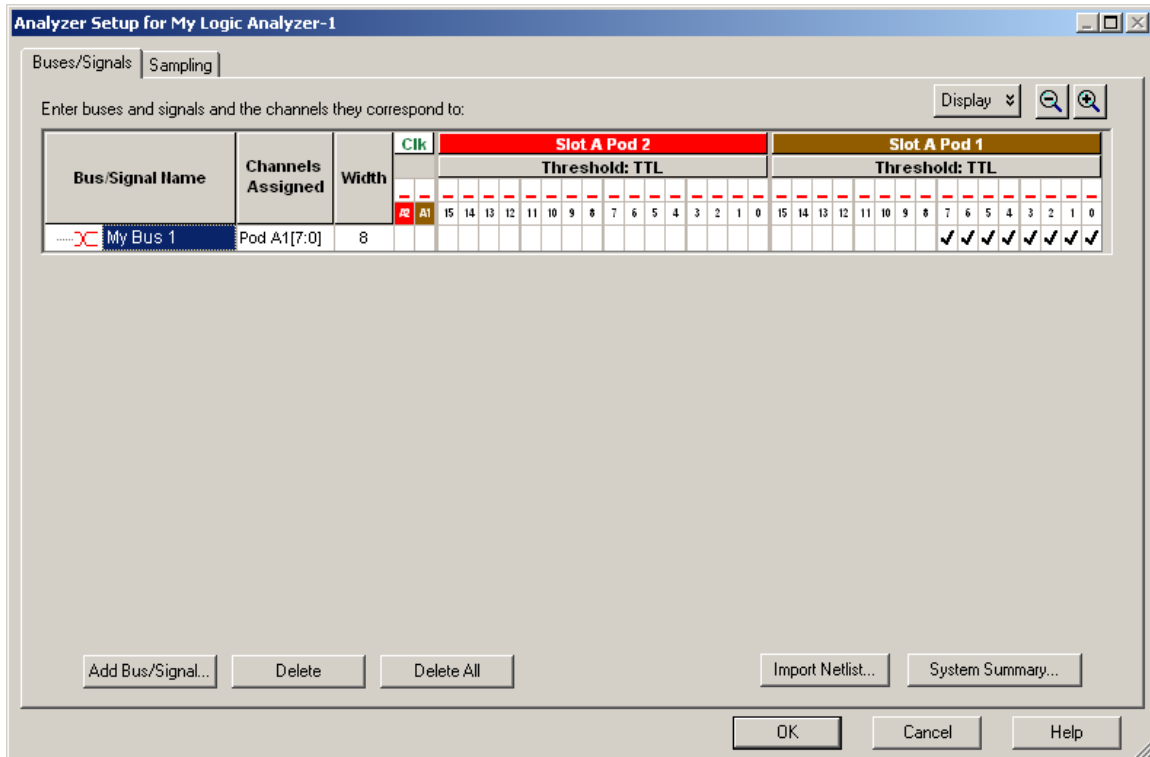 Analyzer Setup for My Logic Analyzer-1
Buses/Signals
Sampling
Enter buses and signals and the channels they correspond to:
Display
Bus/Signal Name
Channels Assigned
Width
Clk
Slot A Pod 2
Slot A Pod 1
Threshold: TTL
Threshold: TTL
A2 A1 15 14 13 12 11 10 9 8 7 6 5 4 3 2 1 0 15 14 13 12 11 10 9 8 7 6 5 4 3 2 1 0
My Bus 1 Pod A1[7:0] 8
Add Bus/Signal...
Delete
Delete All
Import Netlist...
System Summary...
OK
Cancel
Help